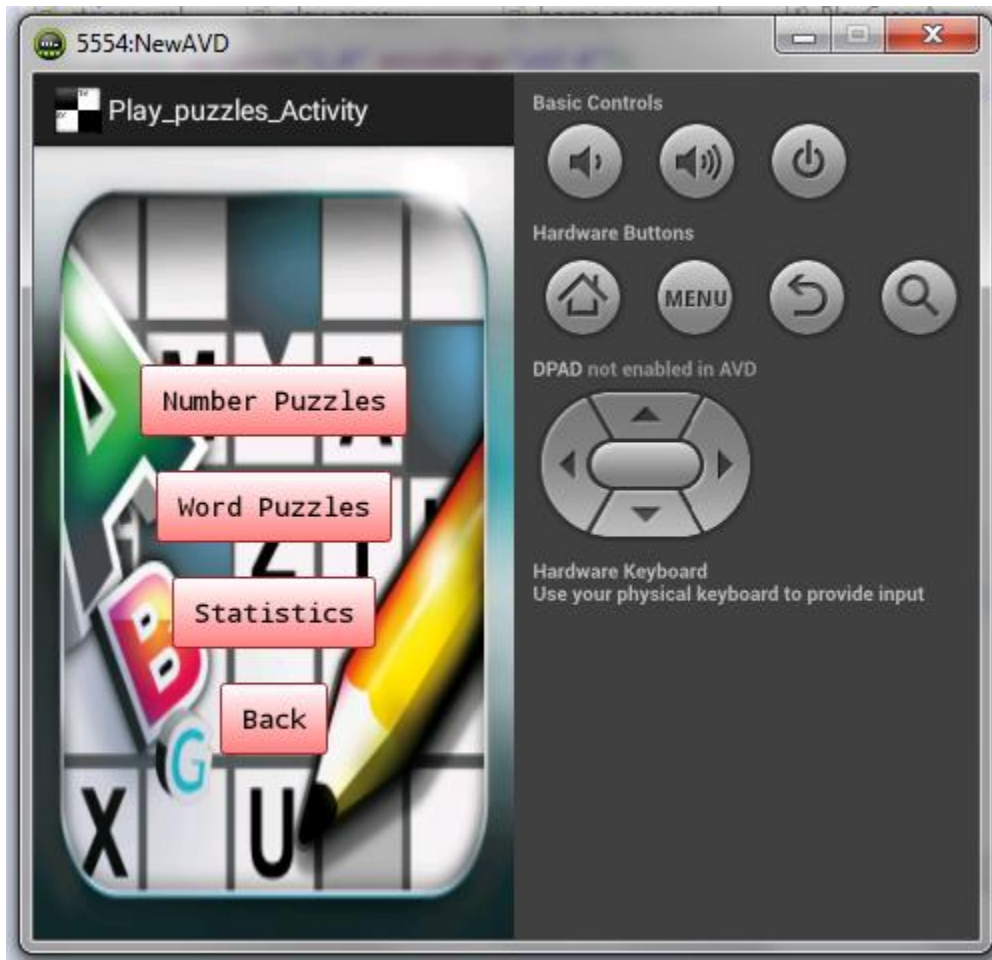 5554:NewAVD
Play_puzzles_Activity
Basic Controls
Hardware Buttons
MENU
DPAD not enabled in AVD
M A
Number Puzzles
Word Puzzles
Z
Hardware Keyboard
Use your physical keyboard to provide input
Statistics
B
Back
G
X U